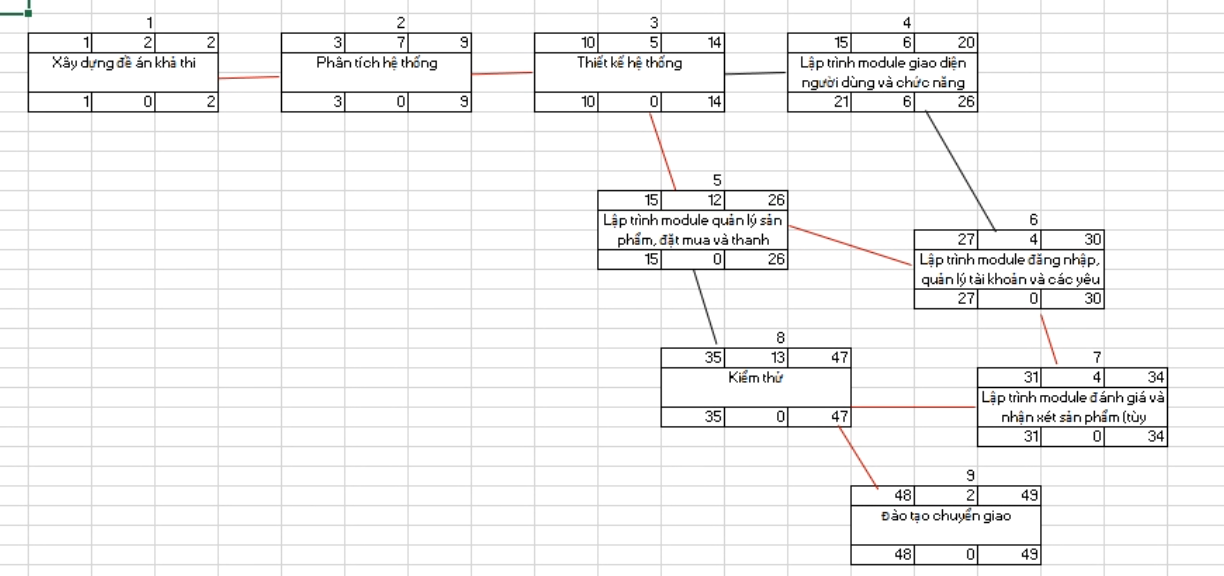 1
1 2 2
Xây dựng đề án khả thi
1 0 2
2
3 7 9
Phân tích hệ thống
3 0 9
3
10 5 14
Thiết kế hệ thống
10 0 14
4
15 6 20
Lập trình module giao diện
người dùng và chức năng
21 6 26
5
15 12 26
Lập trình module quản lý sản
phẩm, đặt mua và thanh
15 0 26
6
27 4 30
Lập trình module đăng nhập,
quản lý tài khoản và các yêu
27 0 30
8
35 13 47
Kiểm thử
35 0 47
7
31 4 34
Lập trình module đánh giá và
nhận xét sản phẩm (tùy
31 0 34
9
48 2 49
Đào tạo chuyển giao
48 0 49